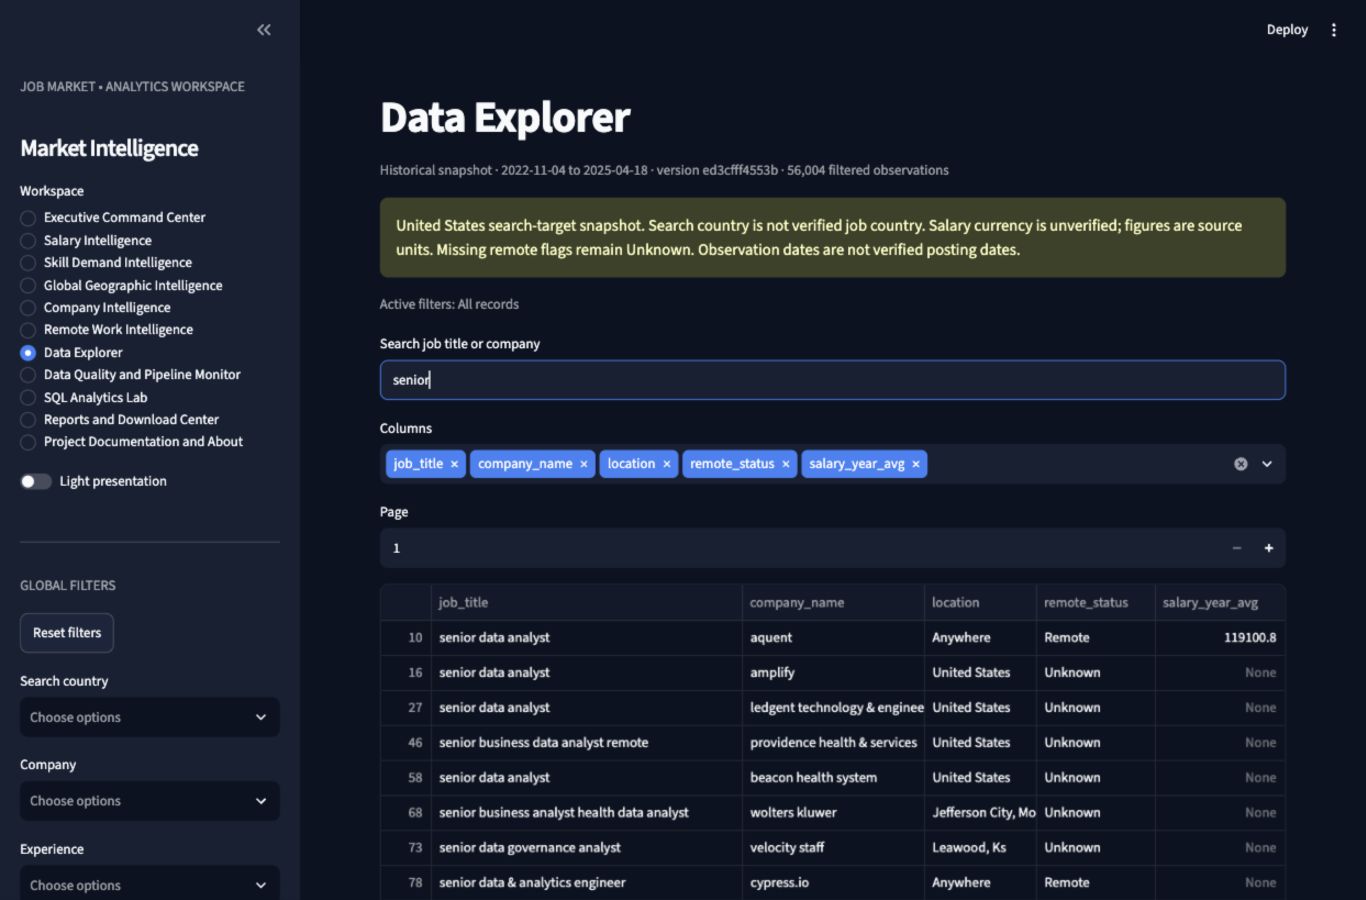 Deploy
JOB MARKET • ANALYTICS WORKSPACE
Market Intelligence
Workspace
Executive Command Center
Salary Intelligence
Skill Demand Intelligence
Global Geographic Intelligence
Company Intelligence
Remote Work Intelligence
Data Explorer
Data Quality and Pipeline Monitor
SQL Analytics Lab
Reports and Download Center
Project Documentation and About
Light presentation
GLOBAL FILTERS
Reset filters
Search country
Choose options
Company
Choose options
Experience
Choose options
Data Explorer
Historical snapshot · 2022-11-04 to 2025-04-18 · version ed3cfff4553b · 56,004 filtered observations
United States search-target snapshot. Search country is not verified job country. Salary currency is unverified; figures are source
units. Missing remote flags remain Unknown. Observation dates are not verified posting dates.
Active filters: All records
Search job title or company
senior
Columns
job_title × company_name × location × remote_status × salary_year_avg ×
Page
1
job_title company_name location remote_status salary_year_avg
10 senior data analyst aquent Anywhere Remote 119100.8
16 senior data analyst amplify United States Unknown None
27 senior data analyst ledgent technology & enginee United States Unknown None
46 senior business data analyst remote providence health & services United States Unknown None
58 senior data analyst beacon health system United States Unknown None
68 senior business analyst health data analyst wolters kluwer Jefferson City, Mo Unknown None
73 senior data governance analyst velocity staff Leawood, Ks Unknown None
78 senior data & analytics engineer cypress.io Anywhere Remote None